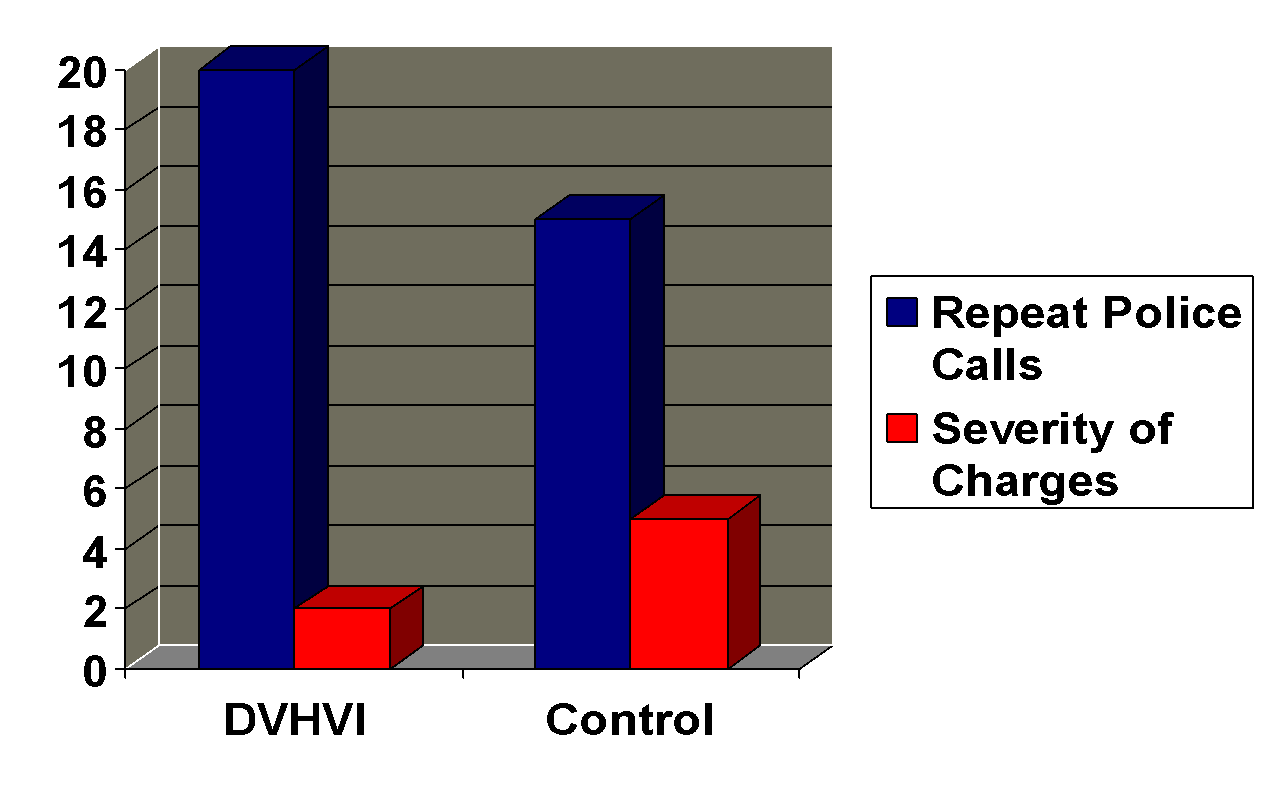 20
18
16
14
12
10
8
6
4
2
0
DVHVI
Control
Repeat Police
Calls
Severity of
Charges